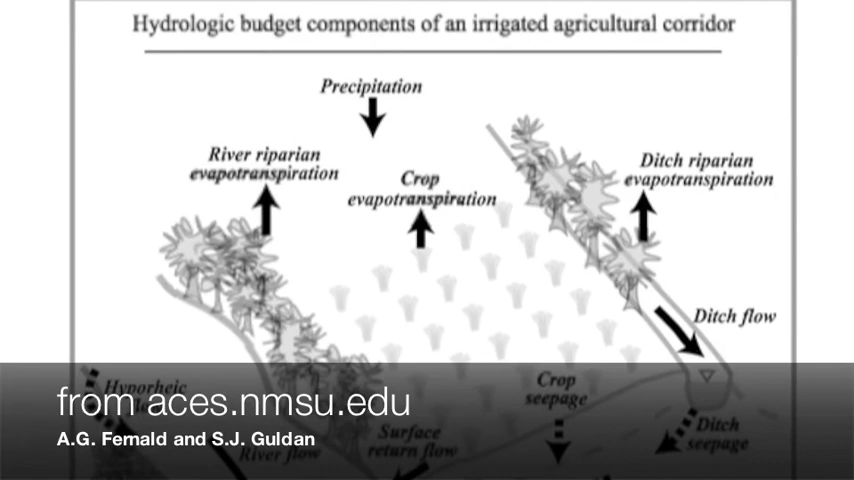 Hydrologic budget components of an irrigated agricultural corridor
Precipitation
River riparian
evapotranspiration
Crop
evapotranspiration
Ditch riparian
evapotranspiration
Ditch flow
Hyporheic
Crop
seepage
from aces.nmsu.edu
A.G. Fernald and S.J. Guldan
Surface
return flow
River flow
Ditch
seepage